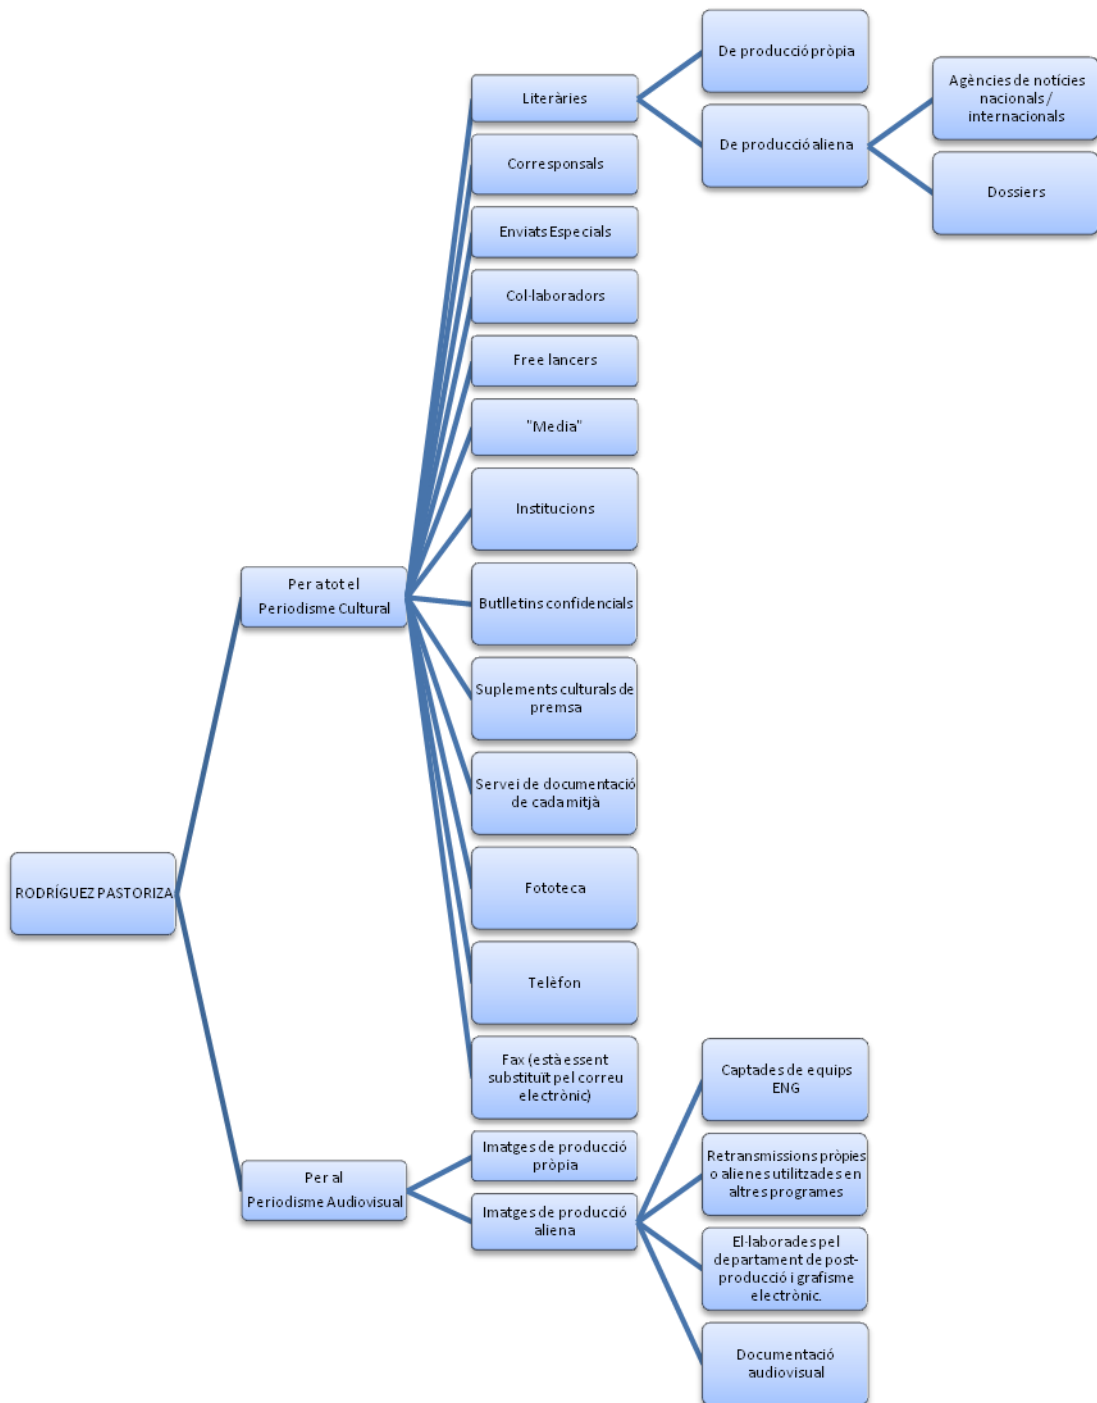 De producció pròpia
Agències de notícies
nacionals /
internacionals
Literàries
De producció aliena
Corresponsals
Dossiers
Enviats Especials
Col·laboradors
Free lancers
"Media"
Institucions
Per a tot el
Periodisme Cultural
Butlletins confidencials
Suplements culturals de
premsa
Servei de documentació
de cada mitjà
RODRÍGUEZ PASTORIZA
Fototeca
Telèfon
Fax (està essent
substituït pel correu
electrònic)
Captades de equips
ENG
Imatges de producció
pròpia
Retransmissions pròpies
o alienes utilitzades en
altres programes
Per al
Periodisme Audiovisual
Imatges de producció
aliena
El·laborades pel
departament de post-
producció i grafisme
electrònic.
Documentació
audiovisual